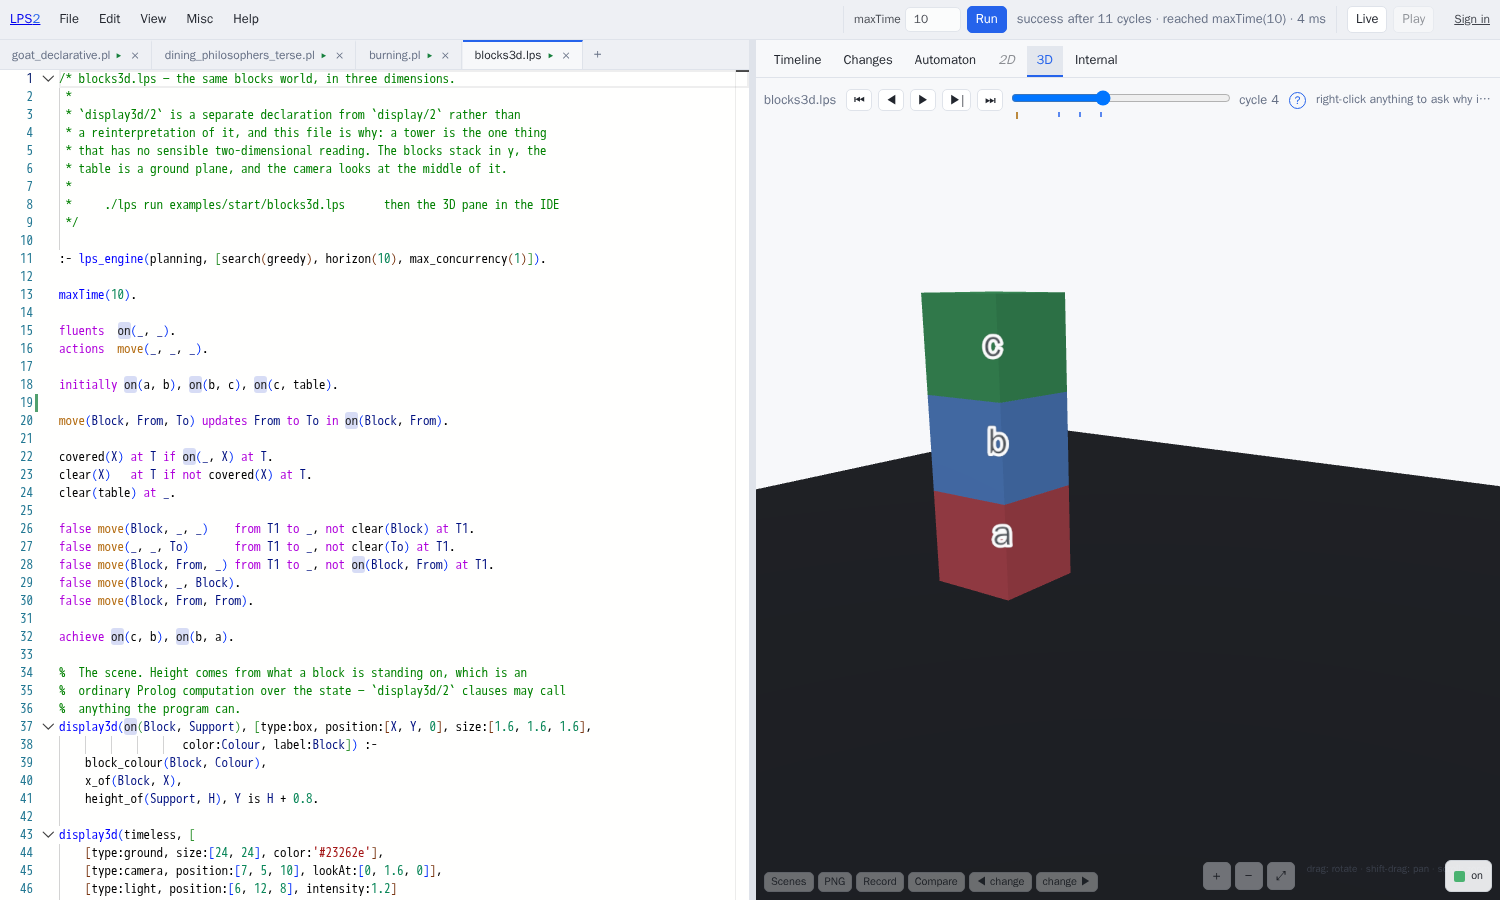 LPS2 File Edit View Misc Help maxTime 10 Run success after 11 cycles · reached maxTime(10) · 4 ms Live Play Sign in
goat_declarative.pl ▸ × dining_philosophers_terse.pl ▸ × burning.pl ▸ × blocks3d.lps ▸ × +
Timeline Changes Automaton 2D 3D Internal
blocks3d.lps cycle 4 ? right-click anything to ask why i…
1 /* blocks3d.lps — the same blocks world, in three dimensions.
2 *
3 * `display3d/2` is a separate declaration from `display/2` rather than
4 * a reinterpretation of it, and this file is why: a tower is the one thing
5 * that has no sensible two-dimensional reading. The blocks stack in y, the
6 * table is a ground plane, and the camera looks at the middle of it.
7 *
8 * ./lps run examples/start/blocks3d.lps then the 3D pane in the IDE
9 */
10
11 :- lps_engine(planning, [search(greedy), horizon(10), max_concurrency(1)]).
12
13 maxTime(10).
14
15 fluents on(_, _).
16 actions move(_, _, _).
17
18 initially on(a, b), on(b, c), on(c, table).
19
20 move(Block, From, To) updates From to To in on(Block, From).
21
22 covered(X) at T if on(_, X) at T.
23 clear(X) at T if not covered(X) at T.
24 clear(table) at _.
25
26 false move(Block, _, _) from T1 to _, not clear(Block) at T1.
27 false move(_, _, To) from T1 to _, not clear(To) at T1.
28 false move(Block, From, _) from T1 to _, not on(Block, From) at T1.
29 false move(Block, _, Block).
30 false move(Block, From, From).
31
32 achieve on(c, b), on(b, a).
33
34 % The scene. Height comes from what a block is standing on, which is an
35 % ordinary Prolog computation over the state — `display3d/2` clauses may call
36 % anything the program can.
37 display3d(on(Block, Support), [type:box, position:[X, Y, 0], size:[1.6, 1.6, 1.6],
38 color:Colour, label:Block]) :-
39 block_colour(Block, Colour),
40 x_of(Block, X),
41 height_of(Support, H), Y is H + 0.8.
42
43 display3d(timeless, [
44 [type:ground, size:[24, 24], color:'#23262e'],
45 [type:camera, position:[7, 5, 10], lookAt:[0, 1.6, 0]],
46 [type:light, position:[6, 12, 8], intensity:1.2]
c
b
a
Scenes PNG Record Compare ◀ change change ▶ + − ⤢ drag: rotate · shift-drag: pan · s on